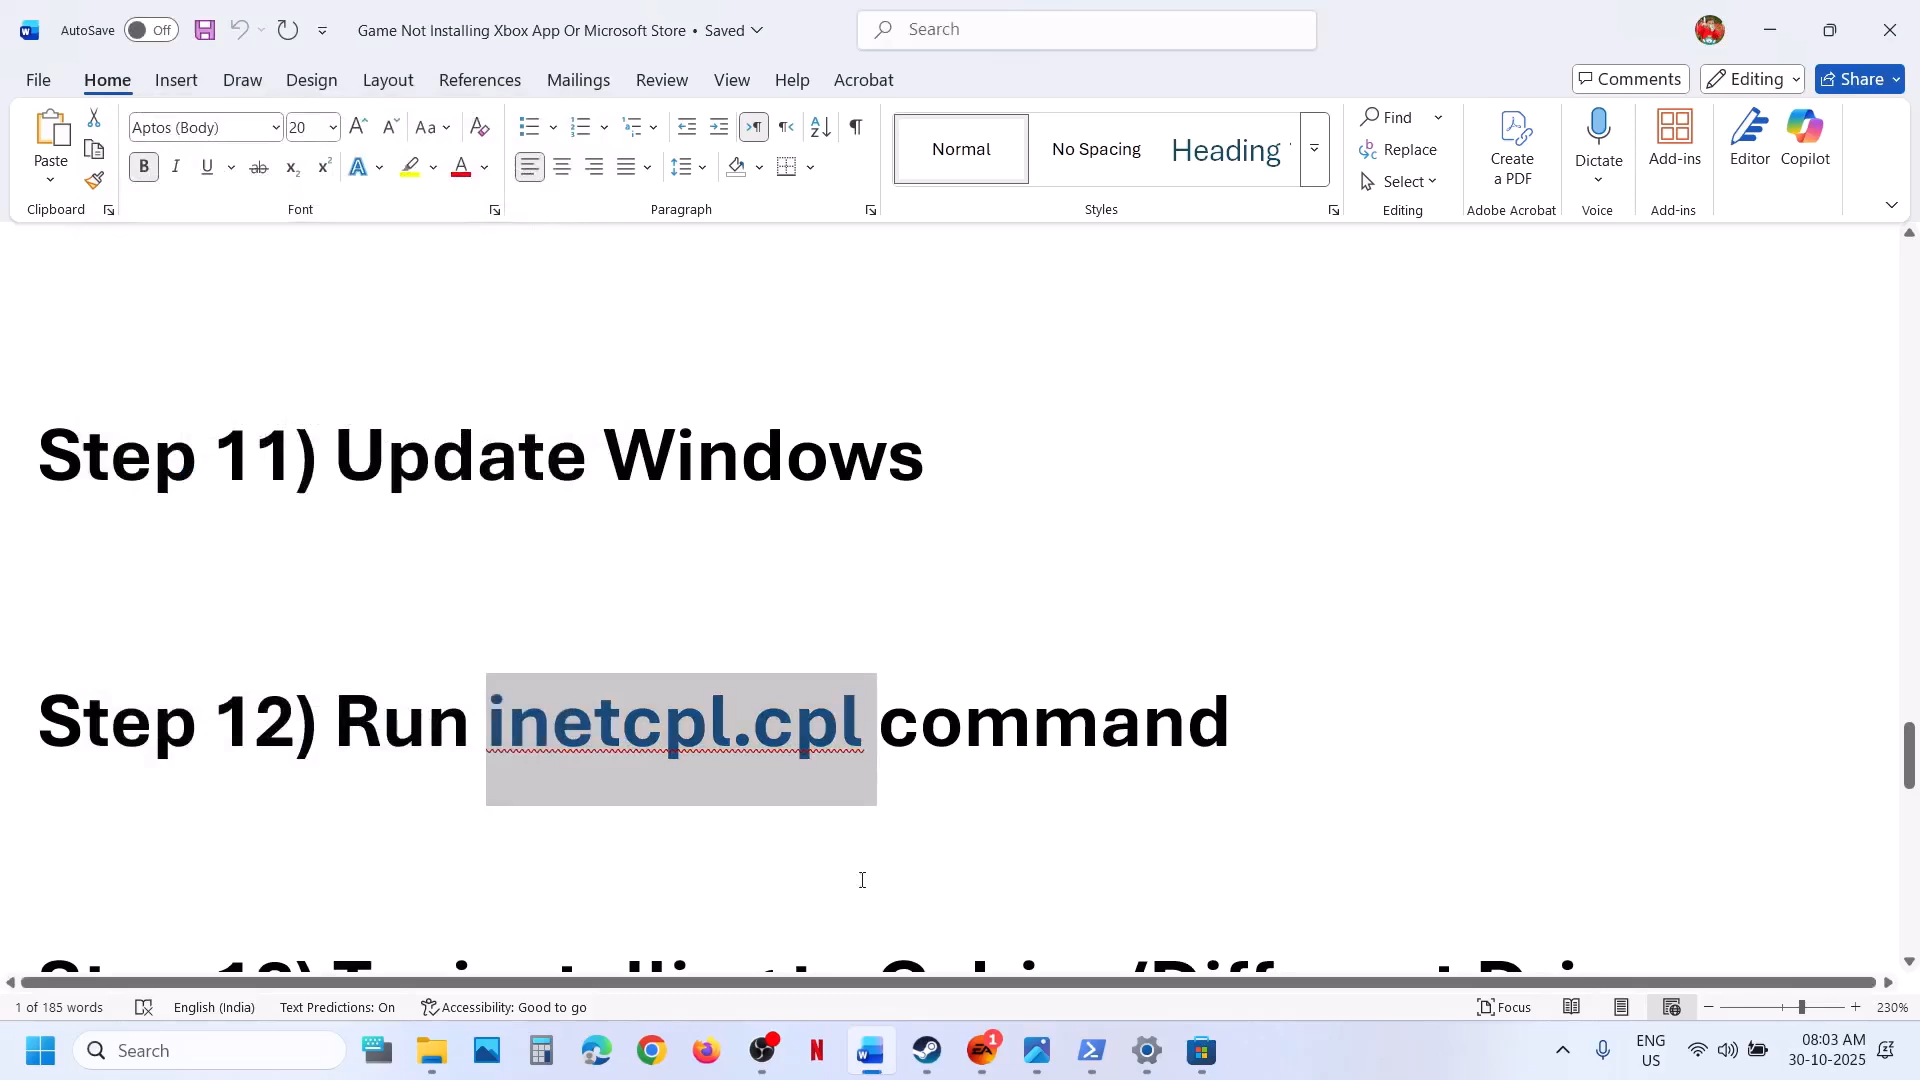 AutoSave Off Game Not Installing Xbox App Or Microsoft Store • Saved Search
File Home Insert Draw Design Layout References Mailings Review View Help Acrobat Comments Editing Share
Paste
Clipboard
Aptos (Body) 20
Font
Paragraph
Normal No Spacing Heading
Styles
Find
Replace
Select
Editing
Create
a PDF
Adobe Acrobat
Dictate
Voice
Add-ins
Add-ins
Editor
Copilot
Step 11) Update Windows
Step 12) Run inetcpl.cpl command
1 of 185 words English (India) Text Predictions: On Accessibility: Good to go Focus 230%
Search
1
ENG
US
08:03 AM
30-10-2025